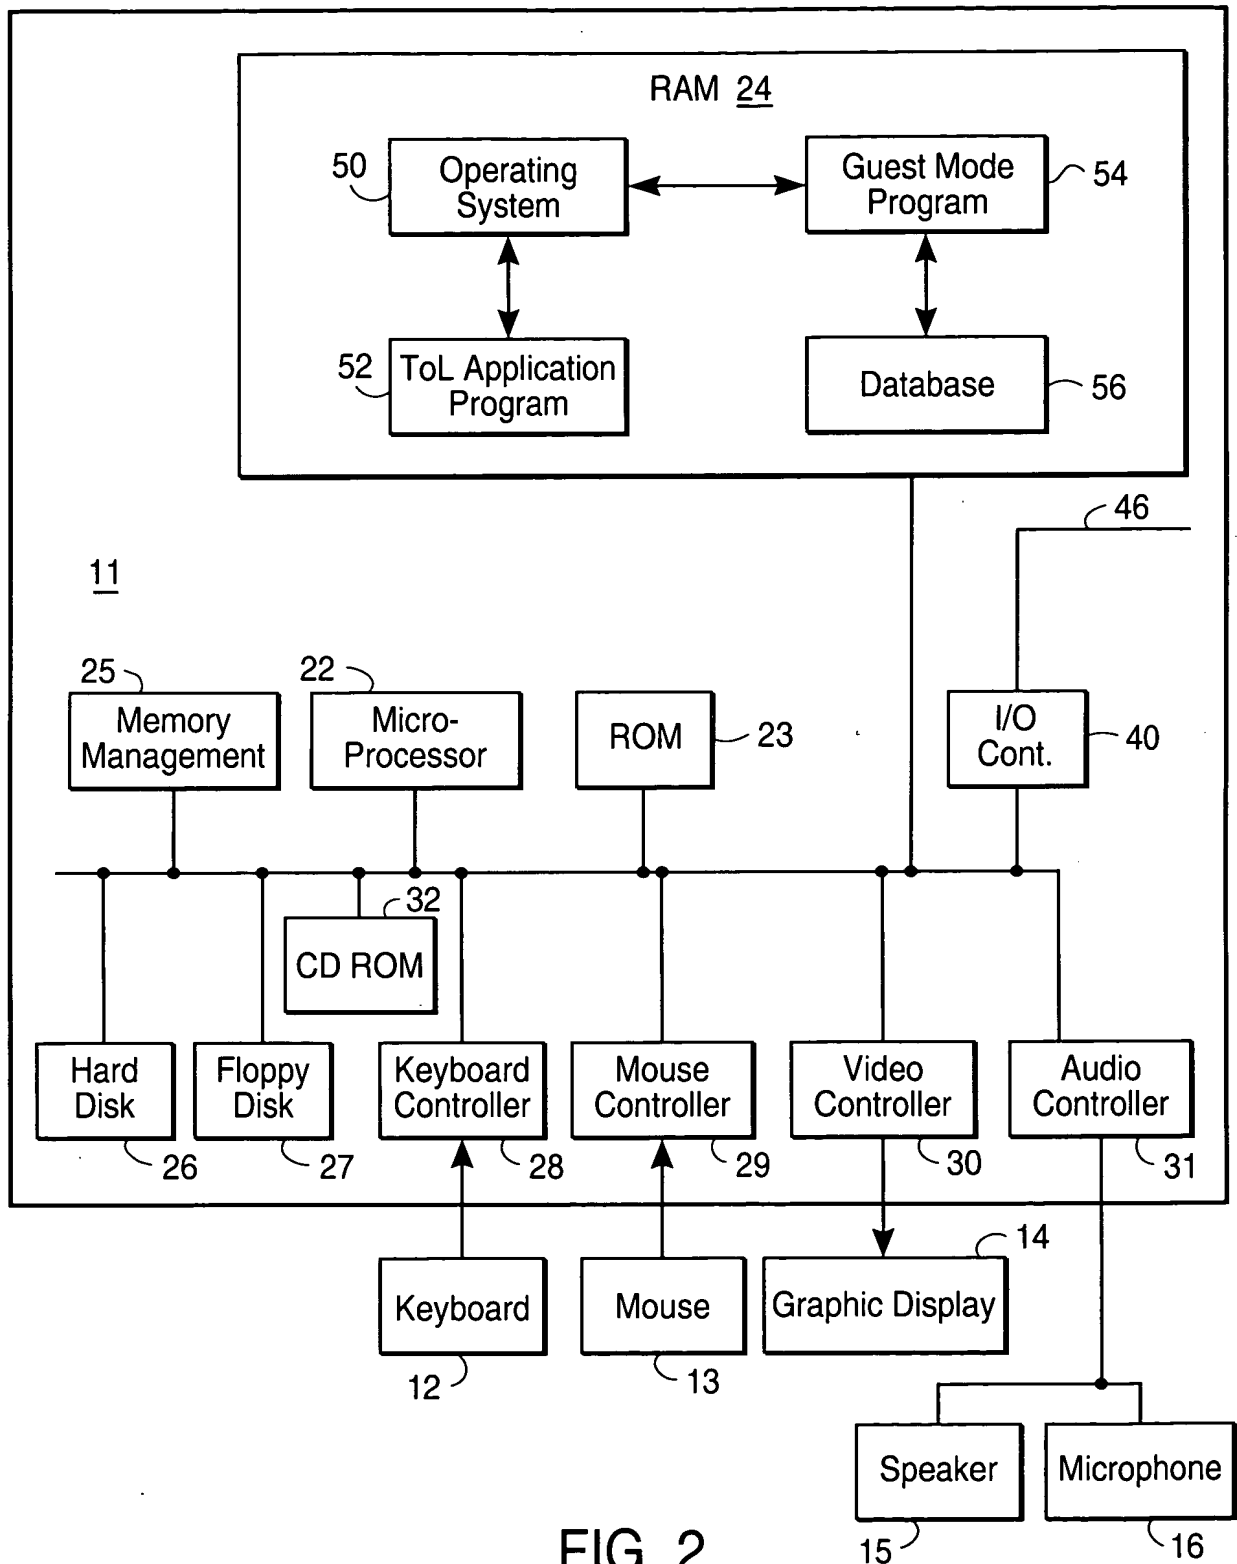 RAM 24
50
Operating
System
Guest Mode
Program
54
52
ToL Application
Program
Database
56
46
11
25
Memory
Management
22
Micro-
Processor
ROM
23
I/O
Cont.
40
32
CD ROM
Hard
Disk
26
Floppy
Disk
27
Keyboard
Controller
28
Mouse
Controller
29
Video
Controller
30
Audio
Controller
31
Keyboard
12
Mouse
13
14
Graphic Display
Speaker
15
Microphone
16
FIG. 2